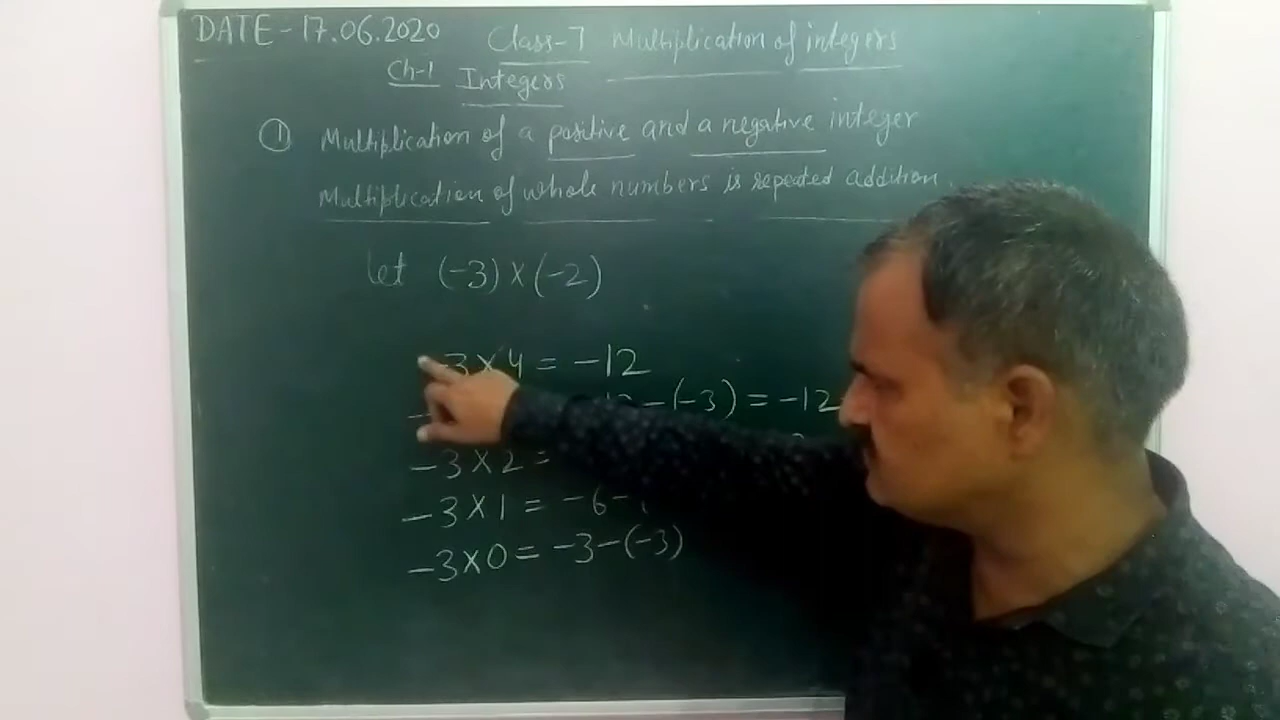 DATE-17.06.2020 Class-7 Multiplication of integers
Ch-1 Integers
① Multiplication of a positive and a negative integer
Multiplication of whole numbers is repeated addition.
let (-3)×(-2)
3×4 = -12
-(-3) = -12
-3×2 =
-3×1 = -6-
-3×0 = -3-(-3)